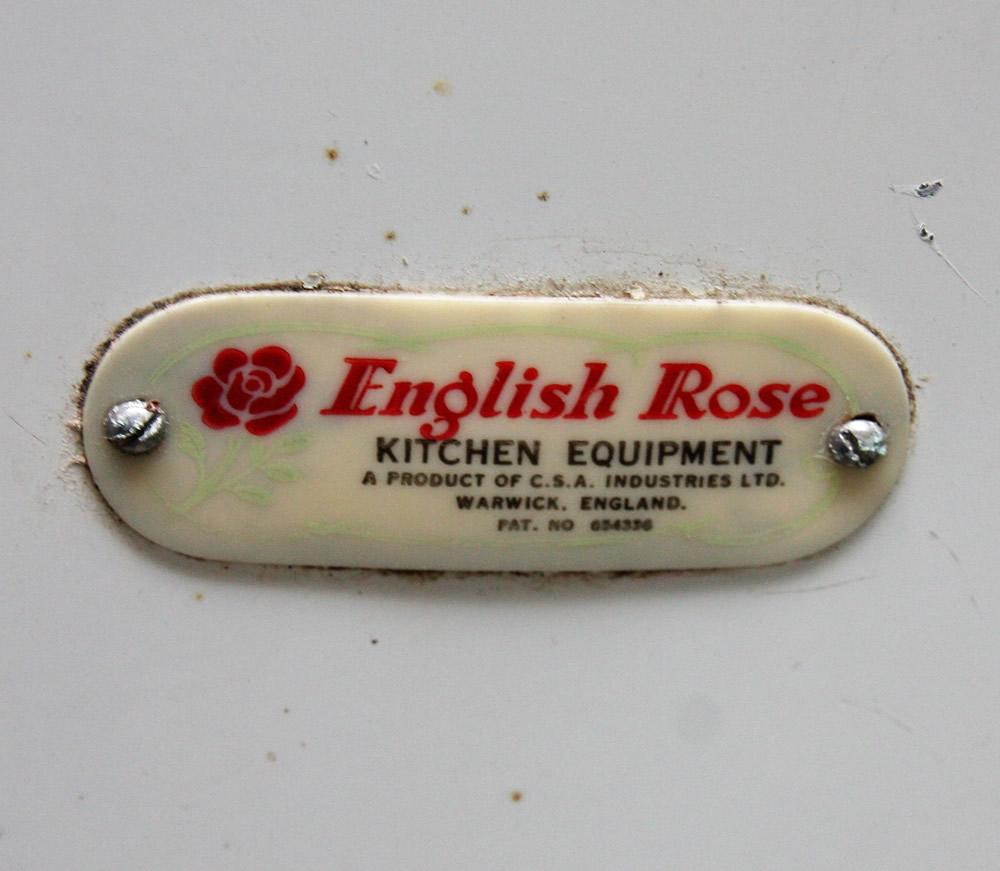 English Rose
KITCHEN EQUIPMENT
A PRODUCT OF C.S.A. INDUSTRIES LTD.
WARWICK. ENGLAND.
PAT. NO 654336